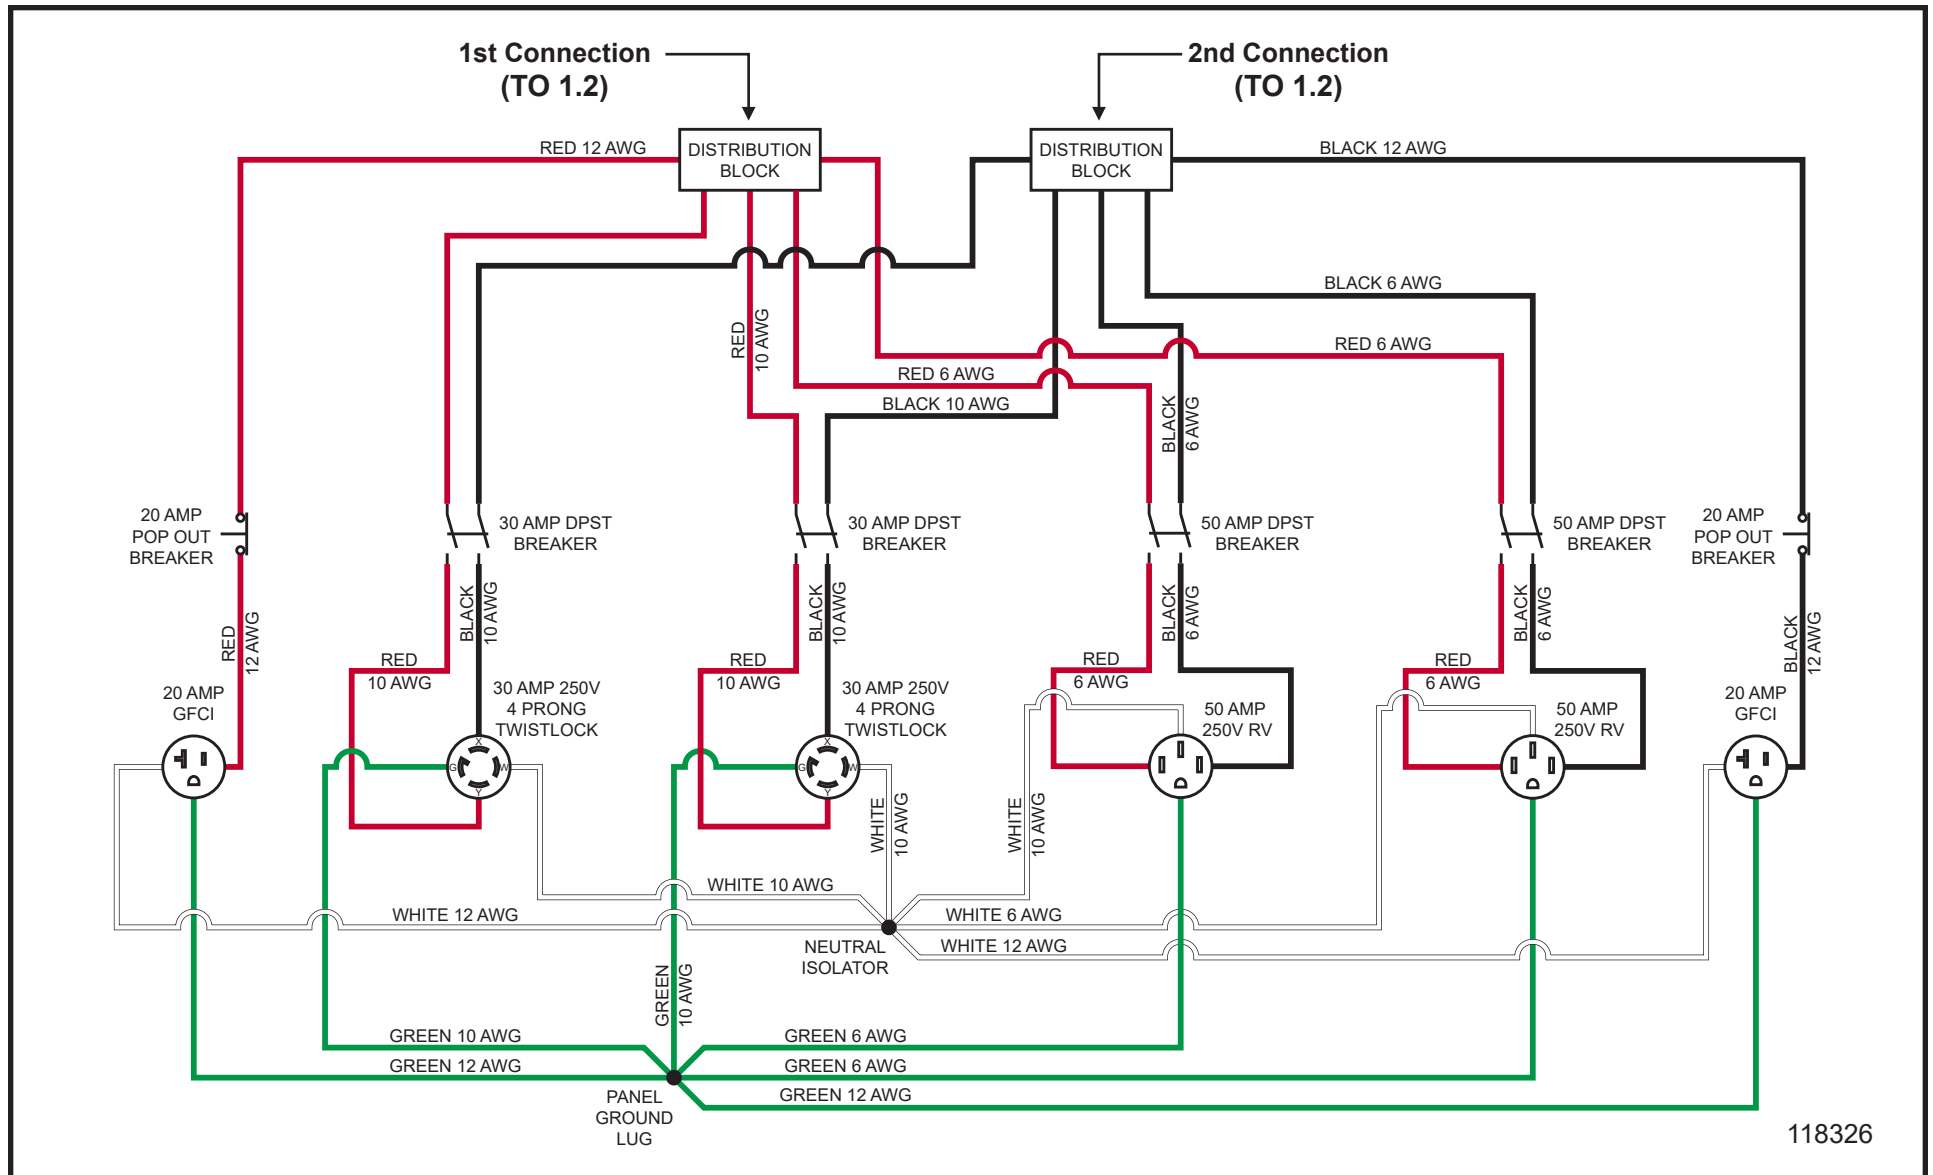 1st Connection
(TO 1.2)
2nd Connection
(TO 1.2)
RED 12 AWG
DISTRIBUTION
BLOCK
DISTRIBUTION
BLOCK
BLACK 12 AWG
BLACK 6 AWG
RED
10 AWG
RED 6 AWG
RED 6 AWG
BLACK 10 AWG
BLACK
6 AWG
20 AMP
POP OUT
BREAKER
30 AMP DPST
BREAKER
30 AMP DPST
BREAKER
50 AMP DPST
BREAKER
50 AMP DPST
BREAKER
20 AMP
POP OUT
BREAKER
RED
12 AWG
BLACK
10 AWG
BLACK
10 AWG
BLACK
6 AWG
BLACK
6 AWG
BLACK
12 AWG
RED
10 AWG
RED
10 AWG
RED
6 AWG
RED
6 AWG
20 AMP
GFCI
30 AMP 250V
4 PRONG
TWISTLOCK
30 AMP 250V
4 PRONG
TWISTLOCK
50 AMP
250V RV
50 AMP
250V RV
20 AMP
GFCI
X
G
W
Y
X
G
W
Y
WHITE
10 AWG
WHITE
10 AWG
WHITE 10 AWG
WHITE 12 AWG
WHITE 6 AWG
WHITE 12 AWG
NEUTRAL
ISOLATOR
GREEN
10 AWG
GREEN 10 AWG
GREEN 6 AWG
GREEN 12 AWG
GREEN 6 AWG
GREEN 12 AWG
PANEL
GROUND
LUG
118326